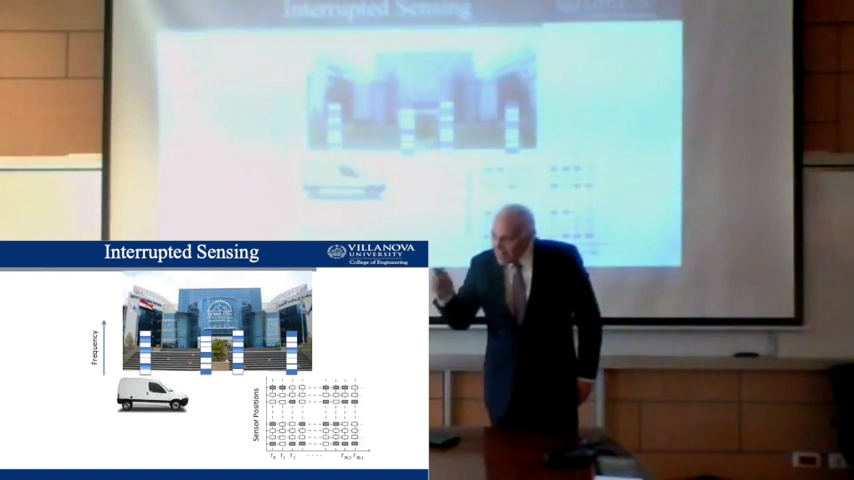 Interrupted Sensing
Interrupted Sensing
VILLANOVA
UNIVERSITY
College of Engineering
Frequency
Sensor Positions